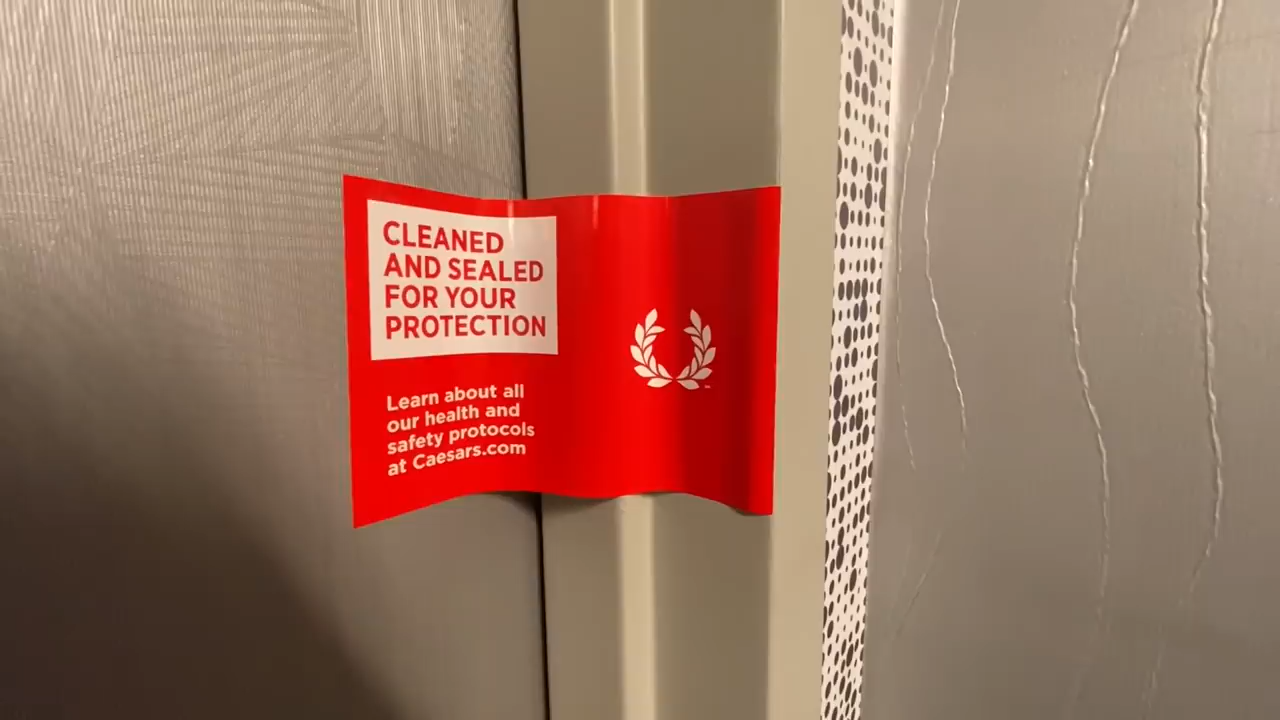 CLEANED
AND SEALED
FOR YOUR
PROTECTION
Learn about all
our health and
safety protocols
at Caesars.com